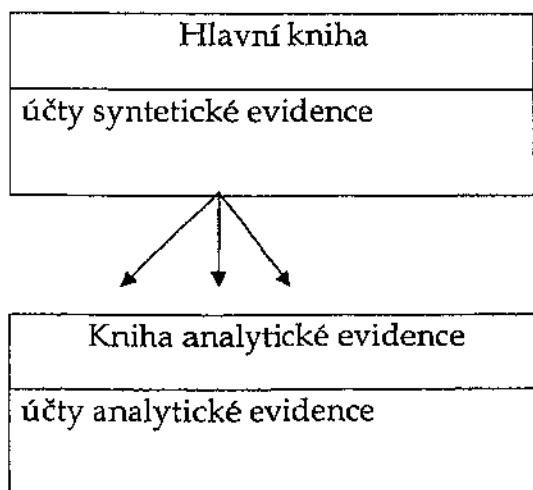 Hlavní kniha
účty syntetické evidence
Kniha analytické evidence
účty analytické evidence